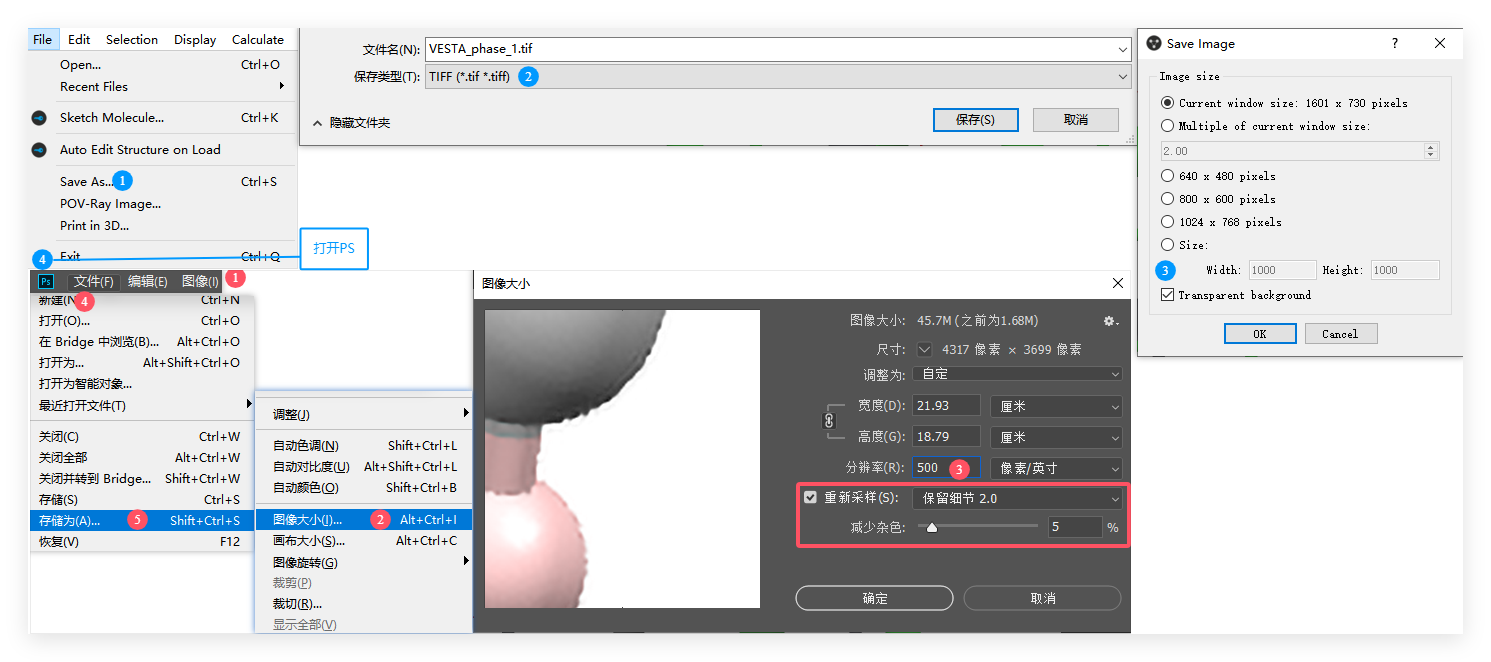 File Edit Selection Display Calculate
Open... Ctrl+O
Recent Files
Sketch Molecule... Ctrl+K
Auto Edit Structure on Load
Save As... 1 Ctrl+S
POV-Ray Image...
Print in 3D...
Exit Ctrl+Q
文件名(N): VESTA_phase_1.tif
保存类型(T): TIFF (*.tif *.tiff) 2
隐藏文件夹 保存(S) 取消
Save Image ? 
Image size
Current window size: 1601 x 730 pixels
Multiple of current window size:
2.00
640 x 480 pixels
800 x 600 pixels
1024 x 768 pixels
Size:
3 Width: 1000 Height: 1000
Transparent background
OK Cancel
4
打开PS
Ps 文件(F) 编辑(E) 图像(I) 1
4
新建(N Ctrl+N
打开(O)... Ctrl+O
在 Bridge 中浏览(B)... Alt+Ctrl+O
打开为... Alt+Shift+Ctrl+O
打开为智能对象...
最近打开文件(T)
关闭(C) Ctrl+W
关闭全部 Alt+Ctrl+W
关闭并转到 Bridge... Shift+Ctrl+W
存储(S) Ctrl+S
存储为(A)... 5 Shift+Ctrl+S
恢复(V) F12
调整(J)
自动色调(N) Shift+Ctrl+L
自动对比度(U) Alt+Shift+Ctrl+L
自动颜色(O) Shift+Ctrl+B
图像大小(I)... 2 Alt+Ctrl+I
画布大小(S)... Alt+Ctrl+C
图像旋转(G)
裁剪(P)
裁切(R)...
显示全部(V)
图像大小
图像大小: 45.7M (之前为1.68M)
尺寸: 4317 像素 × 3699 像素
调整为: 自定
宽度(D): 21.93 厘米
高度(G): 18.79 厘米
分辨率(R): 500 3 像素/英寸
重新采样(S): 保留细节 2.0
减少杂色: 5 %
确定 取消